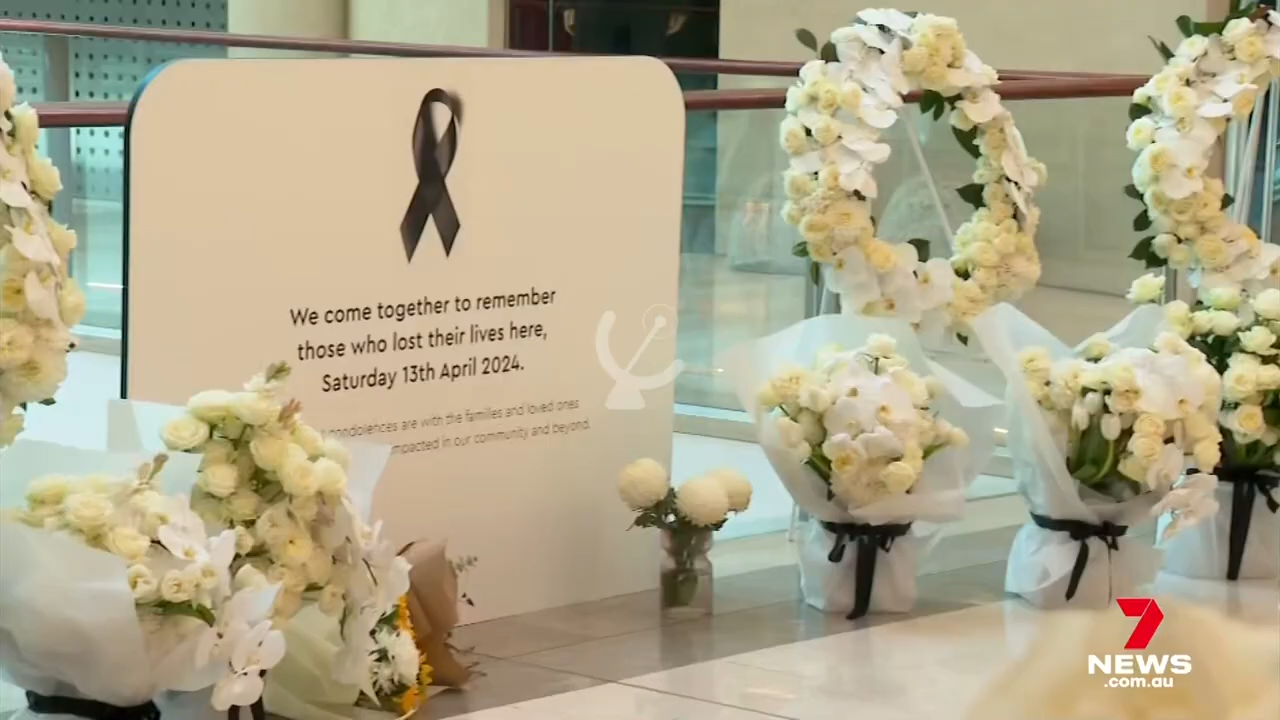 We come together to remember
those who lost their lives here,
Saturday 13th April 2024.
condolences are with the families and loved ones
impacted in our community and beyond.
7
NEWS
.com.au